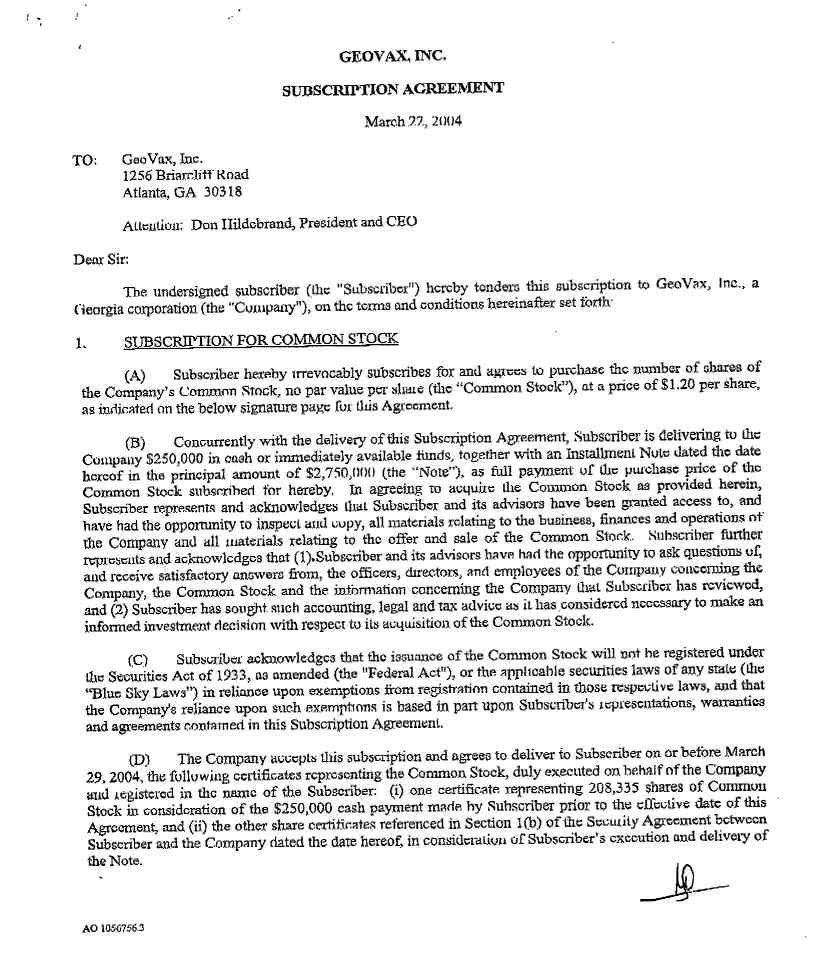 GEOVAX, INC.
SUBSCRIPTION AGREEMENT
March 22, 2004
TO: GeoVax, Inc.
1256 Briarcliff Road
Atlanta, GA 30318
Attention: Don Hildebrand, President and CEO
Dear Sir:
The undersigned subscriber (the "Subscriber") hereby tenders this subscription to GeoVax, Inc., a
Georgia corporation (the "Company"), on the terms and conditions hereinafter set forth:
1. SUBSCRIPTION FOR COMMON STOCK
(A) Subscriber hereby irrevocably subscribes for and agrees to purchase the number of shares of
the Company's Common Stock, no par value per share (the "Common Stock"), at a price of $1.20 per share,
as indicated on the below signature page for this Agreement.
(B) Concurrently with the delivery of this Subscription Agreement, Subscriber is delivering to the
Company $250,000 in cash or immediately available funds, together with an Installment Note dated the date
hereof in the principal amount of $2,750,000 (the "Note"), as full payment of the purchase price of the
Common Stock subscribed for hereby. In agreeing to acquire the Common Stock as provided herein,
Subscriber represents and acknowledges that Subscriber and its advisors have been granted access to, and
have had the opportunity to inspect and copy, all materials relating to the business, finances and operations of
the Company and all materials relating to the offer and sale of the Common Stock. Subscriber further
represents and acknowledges that (1) Subscriber and its advisors have had the opportunity to ask questions of,
and receive satisfactory answers from, the officers, directors, and employees of the Company concerning the
Company, the Common Stock and the information concerning the Company that Subscriber has reviewed,
and (2) Subscriber has sought such accounting, legal and tax advice as it has considered necessary to make an
informed investment decision with respect to its acquisition of the Common Stock.
(C) Subscriber acknowledges that the issuance of the Common Stock will not be registered under
the Securities Act of 1933, as amended (the "Federal Act"), or the applicable securities laws of any state (the
"Blue Sky Laws") in reliance upon exemptions from registration contained in those respective laws, and that
the Company's reliance upon such exemptions is based in part upon Subscriber's representations, warranties
and agreements contained in this Subscription Agreement.
(D) The Company accepts this subscription and agrees to deliver to Subscriber on or before March
29, 2004, the following certificates representing the Common Stock, duly executed on behalf of the Company
and registered in the name of the Subscriber: (i) one certificate representing 208,335 shares of Common
Stock in consideration of the $250,000 cash payment made by Subscriber prior to the effective date of this
Agreement, and (ii) the other share certificates referenced in Section 1(b) of the Security Agreement between
Subscriber and the Company dated the date hereof, in consideration of Subscriber's execution and delivery of
the Note.
AO 1056756.3